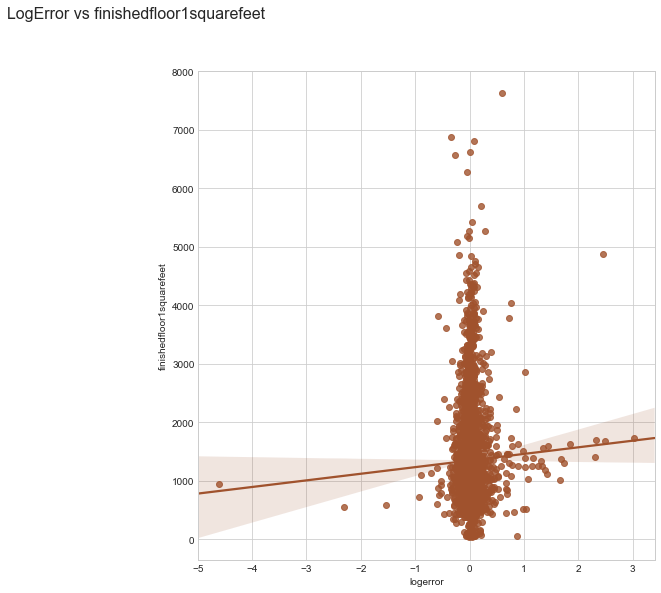 LogError vs finishedfloor1squarefeet
8000
7000
6000
5000
4000
3000
2000
1000
0
finishedfloor1squarefeet
−5 −4 −3 −2 −1 0 1 2 3
logerror